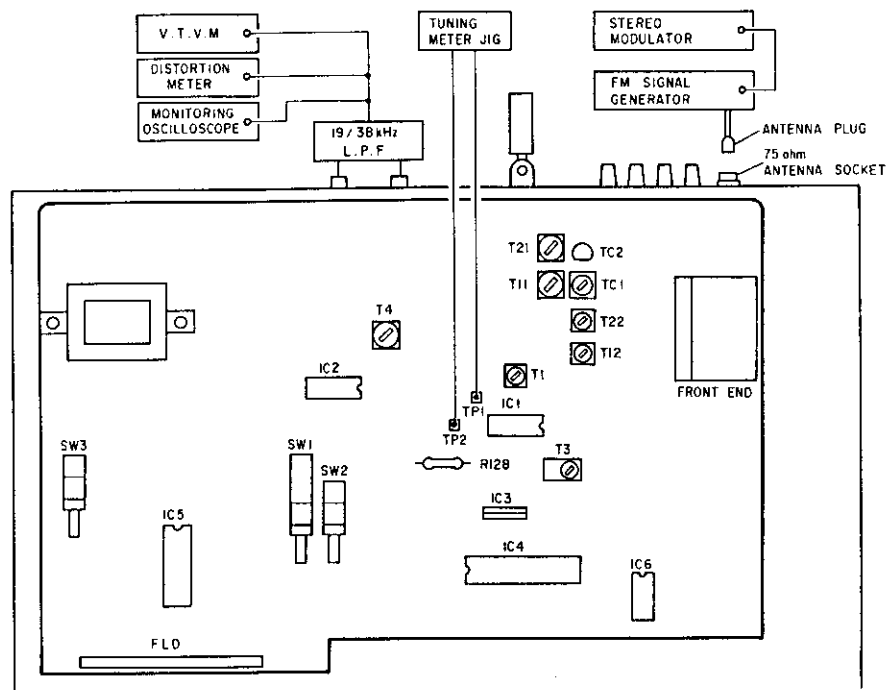 V.T.V.M
DISTORTION
METER
MONITORING
OSCILLOSCOPE
19/38kHz
L.P.F
TUNING
METER JIG
STEREO
MODULATOR
FM SIGNAL
GENERATOR
ANTENNA PLUG
75 ohm
ANTENNA SOCKET
T21
TC2
T11
TC1
T4
T22
T12
IC2
T1
FRONT END
TP1
IC1
TP2
SW3
SW1
R128
T3
SW2
IC3
IC5
IC4
IC6
FLD